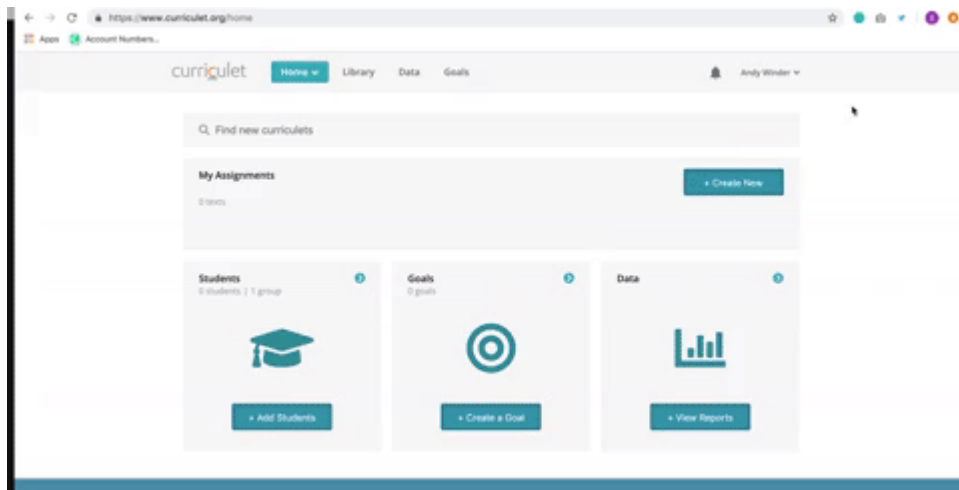 https://www.curriculet.org/home
Apps Account Numbers...
curriculet Home Library Data Goals Andy Winder
Find new curriculets
My Assignments
+ Create New
0 texts
Students Goals Data
0 students | 1 group 0 goals
+ Add Students + Create a Goal + View Reports